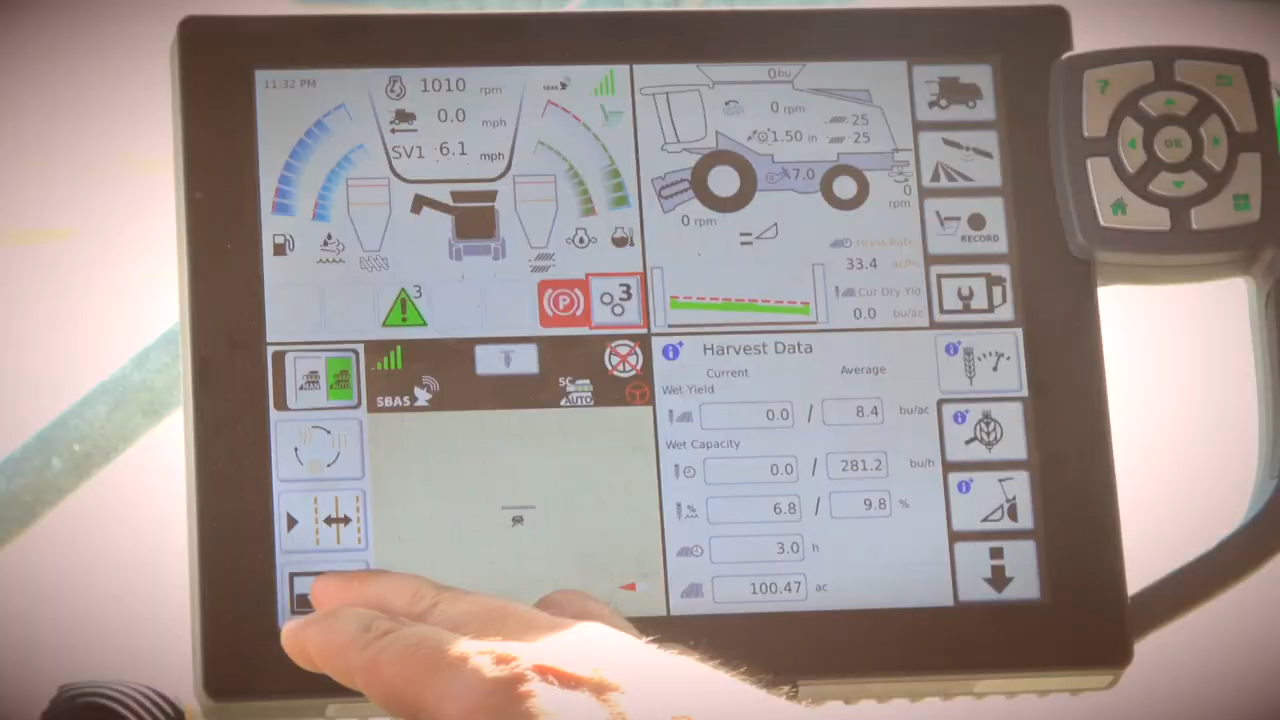 11:32 PM
1010 rpm
0.0 mph
SV1 6.1 mph
SBAS
3
P
3
0 bu
0 rpm
25
1.50 in
25
7.0
0
rpm
0 rpm
33.4
Cur Dry Yld
0.0 bu/ac
RECORD
?
OK
MAN AUTO
SBAS
SC
AUTO
Harvest Data
Current Average
Wet Yield
0.0 / 8.4 bu/ac
Wet Capacity
0.0 / 281.2 bu/h
6.8 / 9.8 %
3.0 h
100.47 ac